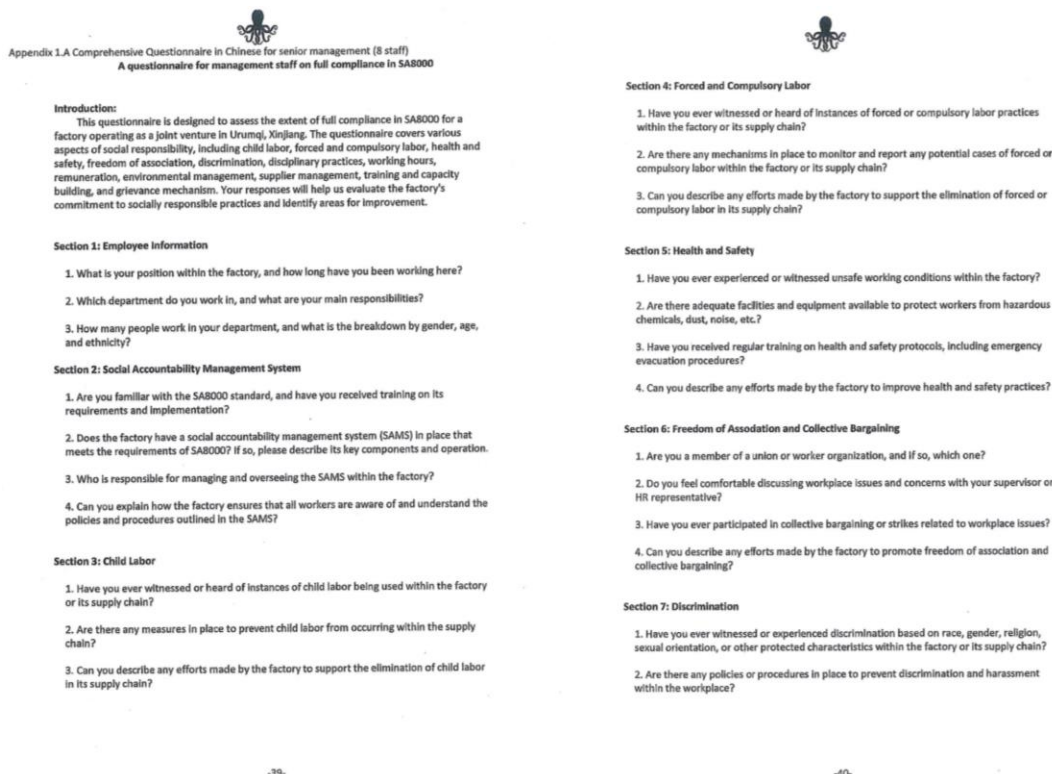 Appendix 1.A Comprehensive Questionnaire in Chinese for senior management (8 staff)
A questionnaire for management staff on full compliance in SA8000
Introduction:
This questionnaire is designed to assess the extent of full compliance in SA8000 for a
factory operating as a joint venture in Urumqi, Xinjiang. The questionnaire covers various
aspects of social responsibility, including child labor, forced and compulsory labor, health and
safety, freedom of association, discrimination, disciplinary practices, working hours,
remuneration, environmental management, supplier management, training and capacity
building, and grievance mechanism. Your responses will help us evaluate the factory's
commitment to socially responsible practices and identify areas for improvement.
Section 1: Employee Information
1. What is your position within the factory, and how long have you been working here?
2. Which department do you work in, and what are your main responsibilities?
3. How many people work in your department, and what is the breakdown by gender, age,
and ethnicity?
Section 2: Social Accountability Management System
1. Are you familiar with the SA8000 standard, and have you received training on its
requirements and implementation?
2. Does the factory have a social accountability management system (SAMS) in place that
meets the requirements of SA8000? If so, please describe its key components and operation.
3. Who is responsible for managing and overseeing the SAMS within the factory?
4. Can you explain how the factory ensures that all workers are aware of and understand the
policies and procedures outlined in the SAMS?
Section 3: Child Labor
1. Have you ever witnessed or heard of instances of child labor being used within the factory
or its supply chain?
2. Are there any measures in place to prevent child labor from occurring within the supply
chain?
3. Can you describe any efforts made by the factory to support the elimination of child labor
in its supply chain?
-39-
Section 4: Forced and Compulsory Labor
1. Have you ever witnessed or heard of instances of forced or compulsory labor practices
within the factory or its supply chain?
2. Are there any mechanisms in place to monitor and report any potential cases of forced or
compulsory labor within the factory or its supply chain?
3. Can you describe any efforts made by the factory to support the elimination of forced or
compulsory labor in its supply chain?
Section 5: Health and Safety
1. Have you ever experienced or witnessed unsafe working conditions within the factory?
2. Are there adequate facilities and equipment available to protect workers from hazardous
chemicals, dust, noise, etc.?
3. Have you received regular training on health and safety protocols, including emergency
evacuation procedures?
4. Can you describe any efforts made by the factory to improve health and safety practices?
Section 6: Freedom of Assodation and Collective Bargaining
1. Are you a member of a union or worker organization, and if so, which one?
2. Do you feel comfortable discussing workplace issues and concerns with your supervisor or
HR representative?
3. Have you ever participated in collective bargaining or strikes related to workplace issues?
4. Can you describe any efforts made by the factory to promote freedom of association and
collective bargaining?
Section 7: Discrimination
1. Have you ever witnessed or experienced discrimination based on race, gender, religion,
sexual orientation, or other protected characteristics within the factory or its supply chain?
2. Are there any policies or procedures in place to prevent discrimination and harassment
within the workplace?
-40-